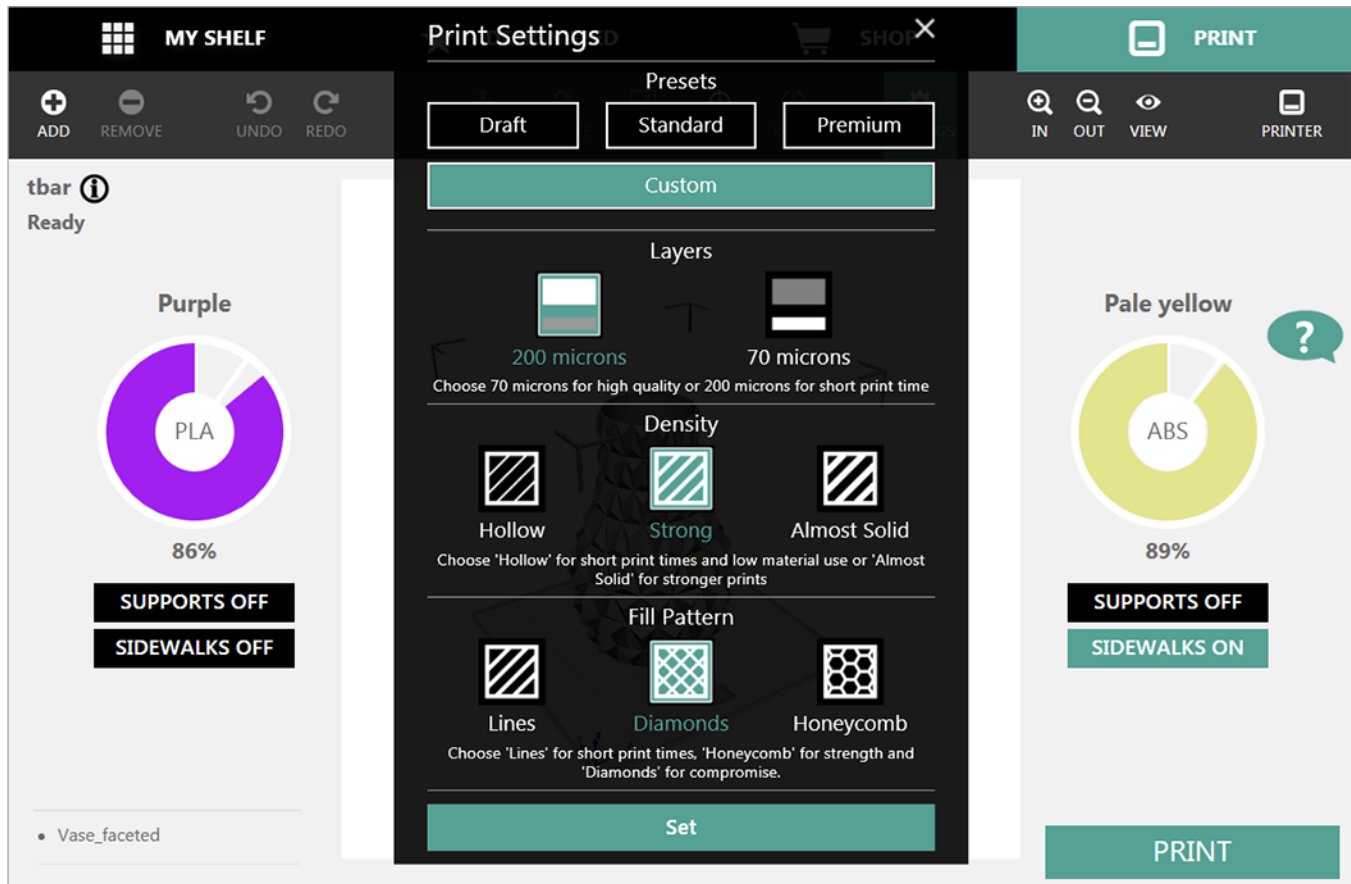 MY SHELF
Print Settings
SHOP
PRINT
ADD
REMOVE
UNDO
REDO
Presets
Draft
Standard
Premium
IN
OUT
VIEW
PRINTER
Custom
tbar
Ready
Layers
200 microns
70 microns
Choose 70 microns for high quality or 200 microns for short print time
Purple
PLA
86%
SUPPORTS OFF
SIDEWALKS OFF
Density
Hollow
Strong
Almost Solid
Choose 'Hollow' for short print times and low material use or 'Almost
Solid' for stronger prints
Fill Pattern
Lines
Diamonds
Honeycomb
Choose 'Lines' for short print times, 'Honeycomb' for strength and
'Diamonds' for compromise.
Set
Pale yellow
?
ABS
89%
SUPPORTS OFF
SIDEWALKS ON
• Vase_faceted
PRINT